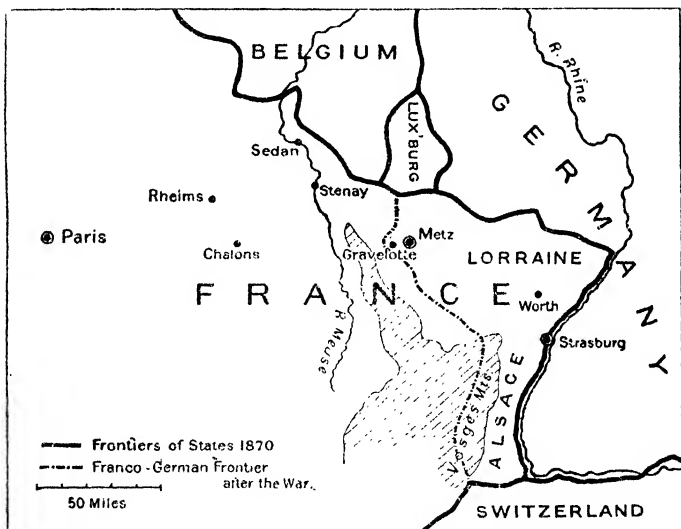 BELGIUM
R. Rhine
GERMANY
LUX'BURG
Sedan
Stenay
Rheims
Paris
Chalons
Gravelotte
Metz
LORRAINE
FRANCE
Worth
R. Meuse
Strasburg
Vosges Mts.
ALSACE
Frontiers of States 1870
Franco-German Frontier
after the War.
50 Miles
SWITZERLAND